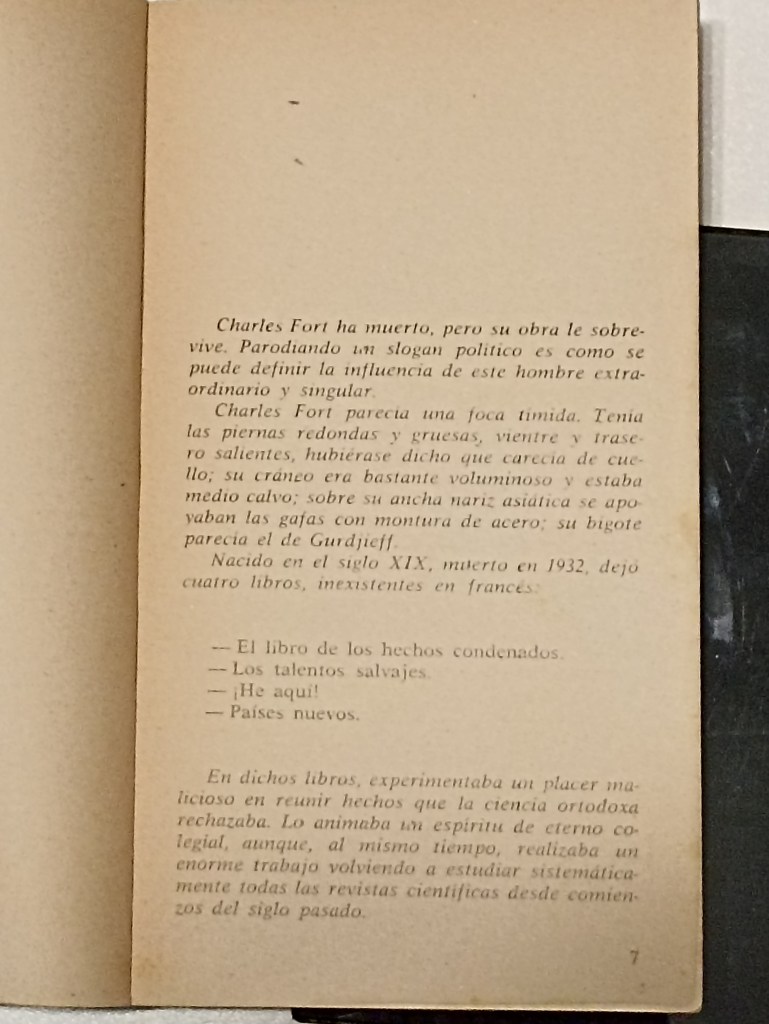 Charles Fort ha muerto, pero su obra le sobre-
vive. Parodiando un slogan político es como se
puede definir la influencia de este hombre extra-
ordinario y singular.
Charles Fort parecía una foca tímida. Tenía
las piernas redondas y gruesas, vientre y trase-
ro salientes, hubiérase dicho que carecía de cue-
llo; su cráneo era bastante voluminoso y estaba
medio calvo; sobre su ancha nariz asiática se apo-
yaban las gafas con montura de acero; su bigote
parecía el de Gurdjieff.
Nacido en el siglo XIX, muerto en 1932, dejó
cuatro libros, inexistentes en francés:
— El libro de los hechos condenados.
— Los talentos salvajes.
— ¡He aquí!
— Países nuevos.
En dichos libros, experimentaba un placer ma-
licioso en reunir hechos que la ciencia ortodoxa
rechazaba. Lo animaba un espíritu de eterno co-
legial, aunque, al mismo tiempo, realizaba un
enorme trabajo volviendo a estudiar sistemática-
mente todas las revistas científicas desde comien-
zos del siglo pasado.
7